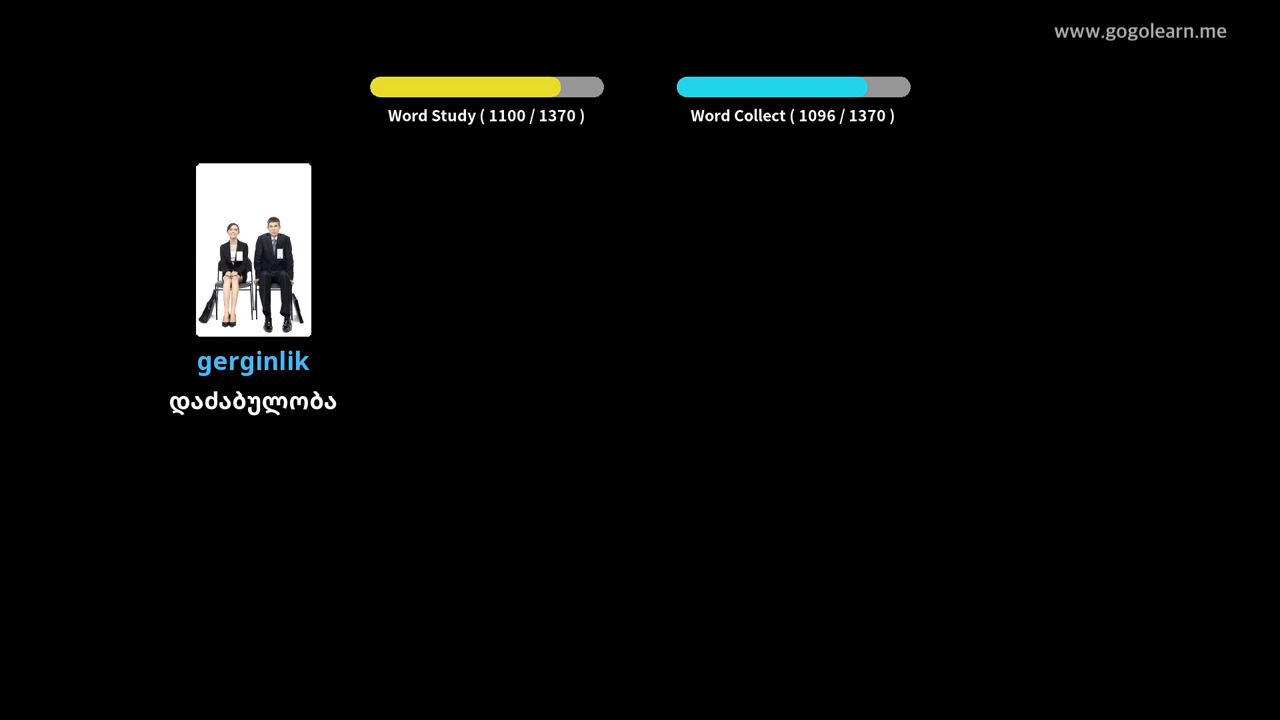 www.gogolearn.me
Word Study ( 1100 / 1370 )
Word Collect ( 1096 / 1370 )
gerginlik
დაძაბულობა